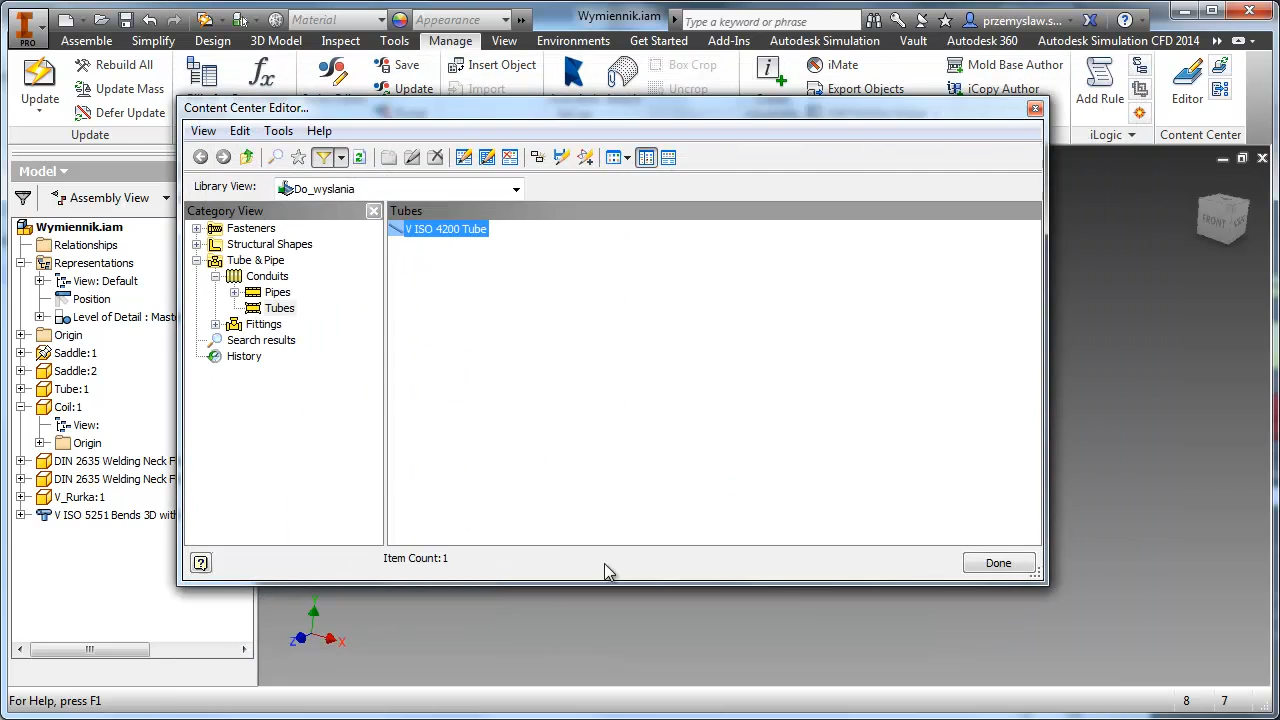 PRO
Material
Appearance
Wymiennik.iam
Type a keyword or phrase
przemyslaw.s...
Assemble Simplify Design 3D Model Inspect Tools Manage View Environments Get Started Add-Ins Autodesk Simulation Vault Autodesk 360 Autodesk Simulation CFD 2014
Update
Rebuild All
Update Mass
Defer Update
Update
Save
Update
Insert Object
Import
Box Crop
Uncrop
iMate
Export Objects
Mold Base Author
iCopy Author
Add Rule
iLogic
Editor
Content Center
Content Center Editor...
View Edit Tools Help
Library View: Do_wyslania
Category View
Fasteners
Structural Shapes
Tube & Pipe
Conduits
Pipes
Tubes
Fittings
Search results
History
Tubes
V ISO 4200 Tube
Item Count:1
Done
Model
Assembly View
Wymiennik.iam
Relationships
Representations
View: Default
Position
Level of Detail : Mast
Origin
Saddle:1
Saddle:2
Tube:1
Coil:1
View:
Origin
DIN 2635 Welding Neck F
DIN 2635 Welding Neck F
V_Rurka:1
V ISO 5251 Bends 3D wit
FRONT
Y
Z
X
For Help, press F1
8 7